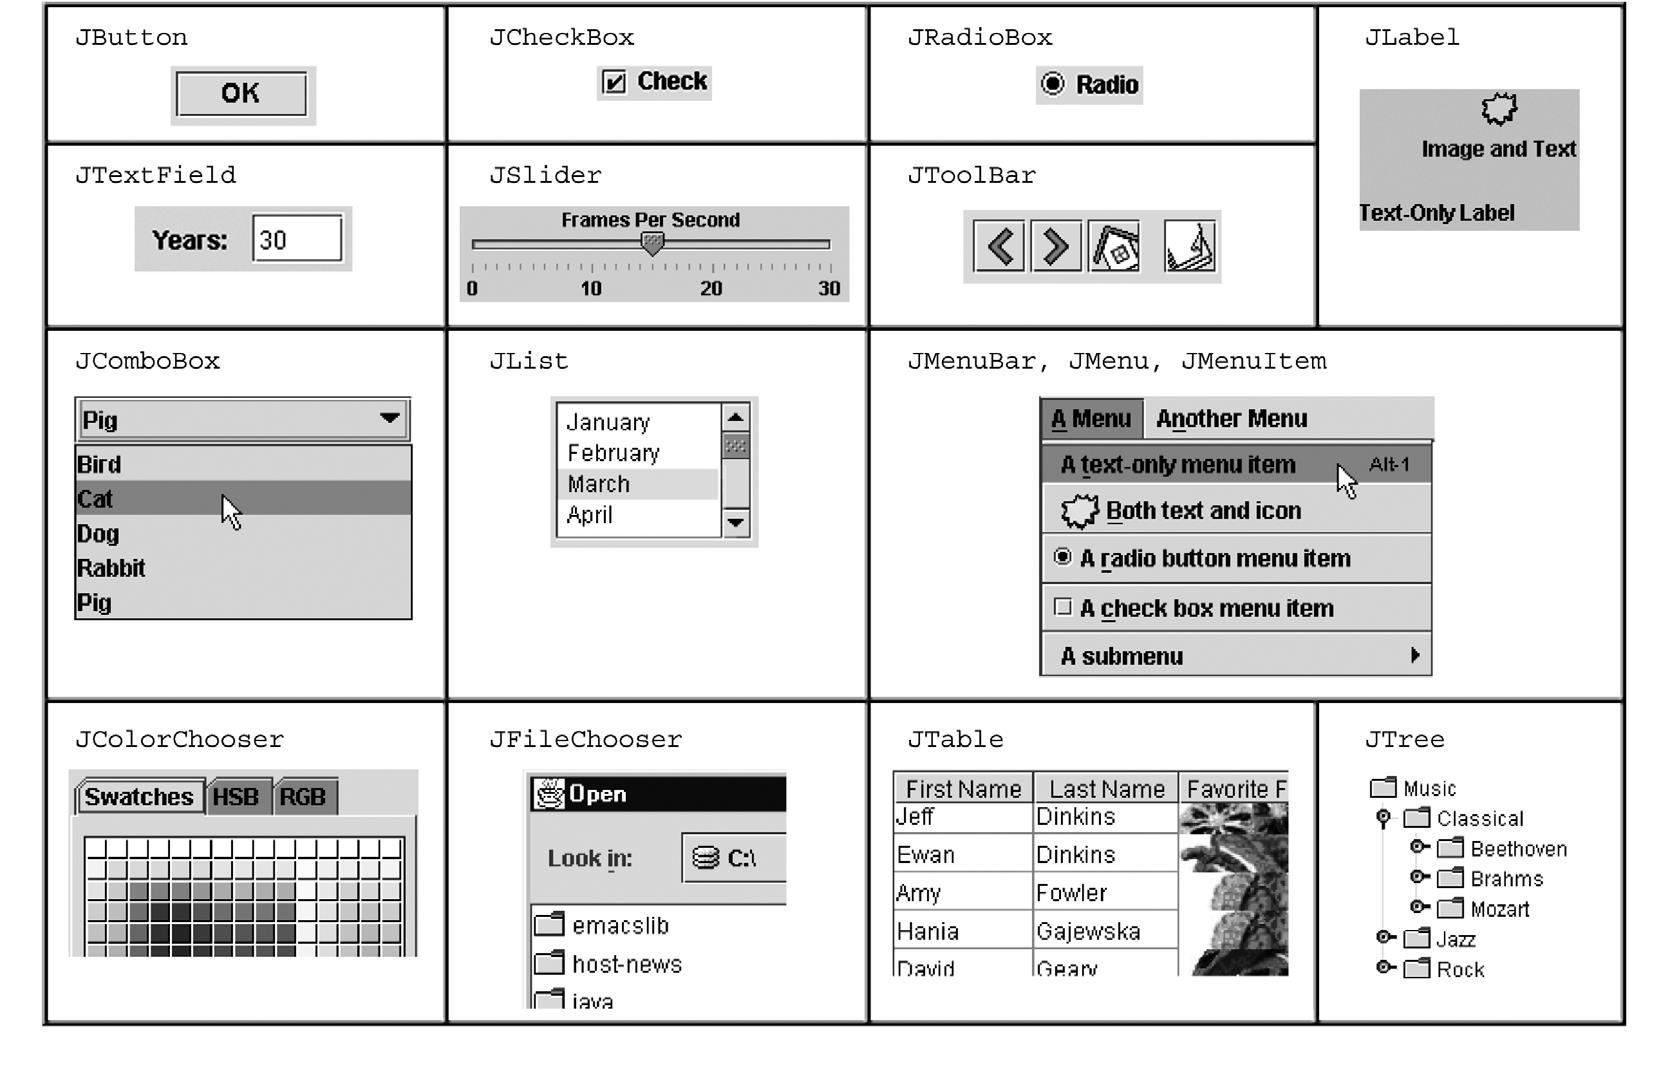 JButton
OK
JCheckBox
Check
JRadioBox
Radio
JLabel
Image and Text
Text-Only Label
JTextField
Years: 30
JSlider
Frames Per Second
0 10 20 30
JToolBar
JComboBox
Pig
Bird
Cat
Dog
Rabbit
Pig
JList
January
February
March
April
JMenuBar, JMenu, JMenuItem
A Menu Another Menu
A text-only menu item Alt-1
Both text and icon
A radio button menu item
A check box menu item
A submenu
JColorChooser
Swatches HSB RGB
JFileChooser
Open
Look in: C:\
emacslib
host-news
java
JTable
First Name Last Name Favorite F
Jeff Dinkins
Ewan Dinkins
Amy Fowler
Hania Gajewska
David Geary
JTree
Music
Classical
Beethoven
Brahms
Mozart
Jazz
Rock